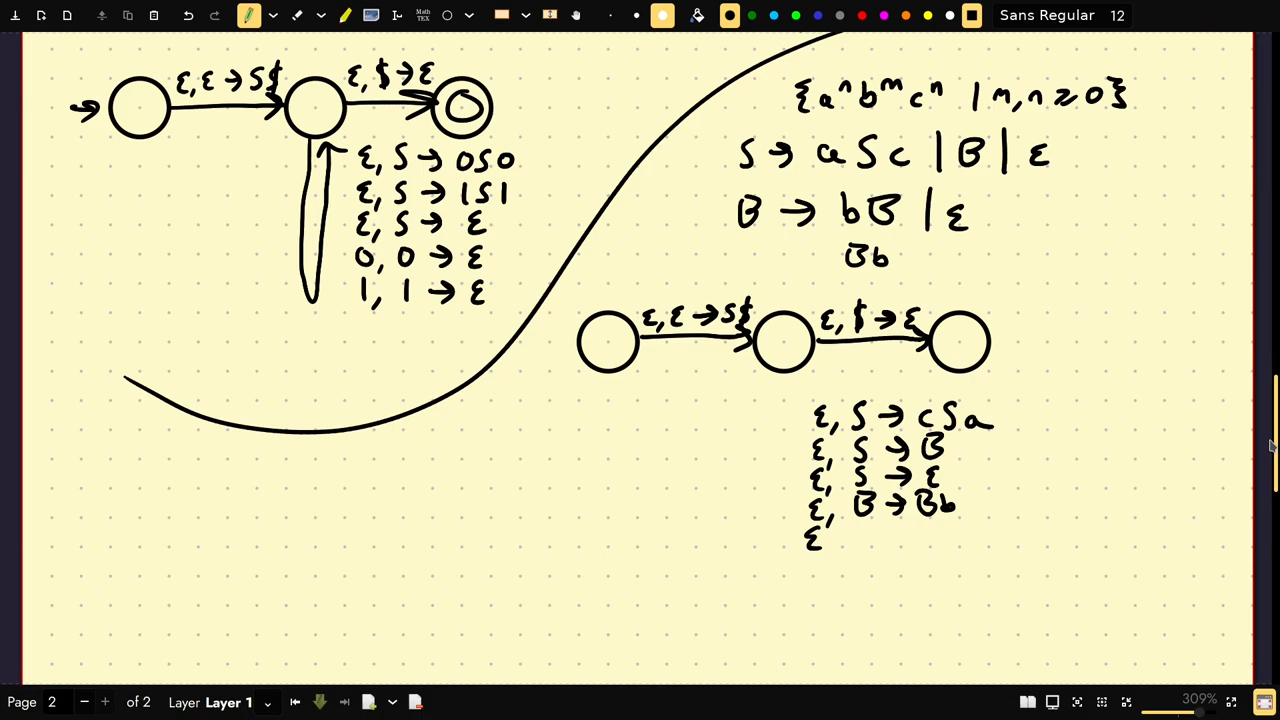 Sans Regular 12
ε, ε → S$
ε, $ → ε
ε, S → 0S0
ε, S → 1S1
ε, S → ε
0, 0 → ε
1, 1 → ε
{aⁿbᵐcⁿ | m,n ≥ 0}
S → aSc | B | ε
B → bB | ε
Bb
ε, ε → S$
ε, $ → ε
ε, S → cSa
ε, S → B
ε, S → ε
ε, B → Bb
ε
Page 2 of 2 Layer Layer 1 309%